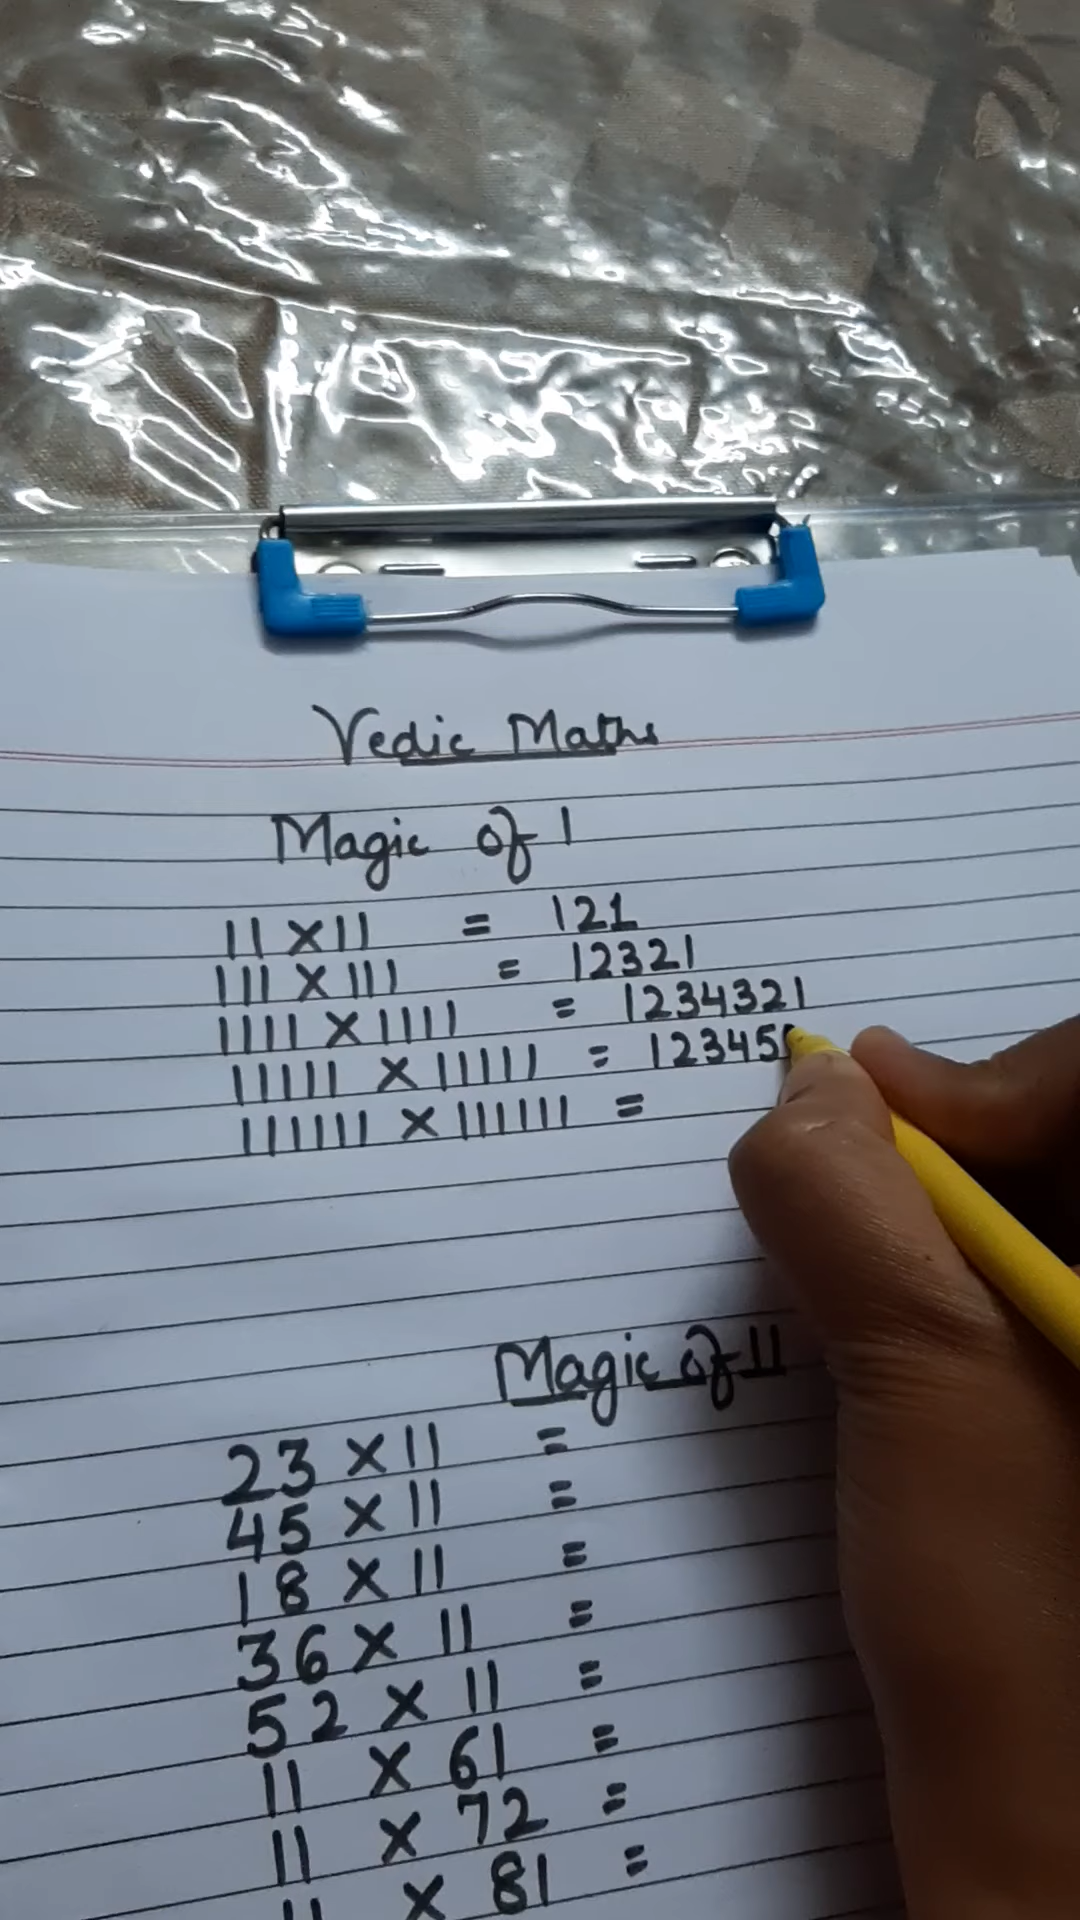 Vedic Maths
Magic of 1
11 X 11 = 121
111 X 111 = 12321
1111 X 1111 = 1234321
11111 X 11111 = 12345
111111 X 111111 =
Magic of 11
23 X 11 =
45 X 11 =
18 X 11 =
36 X 11 =
52 X 11 =
11 X 61 =
11 X 72 =
11 X 81 =